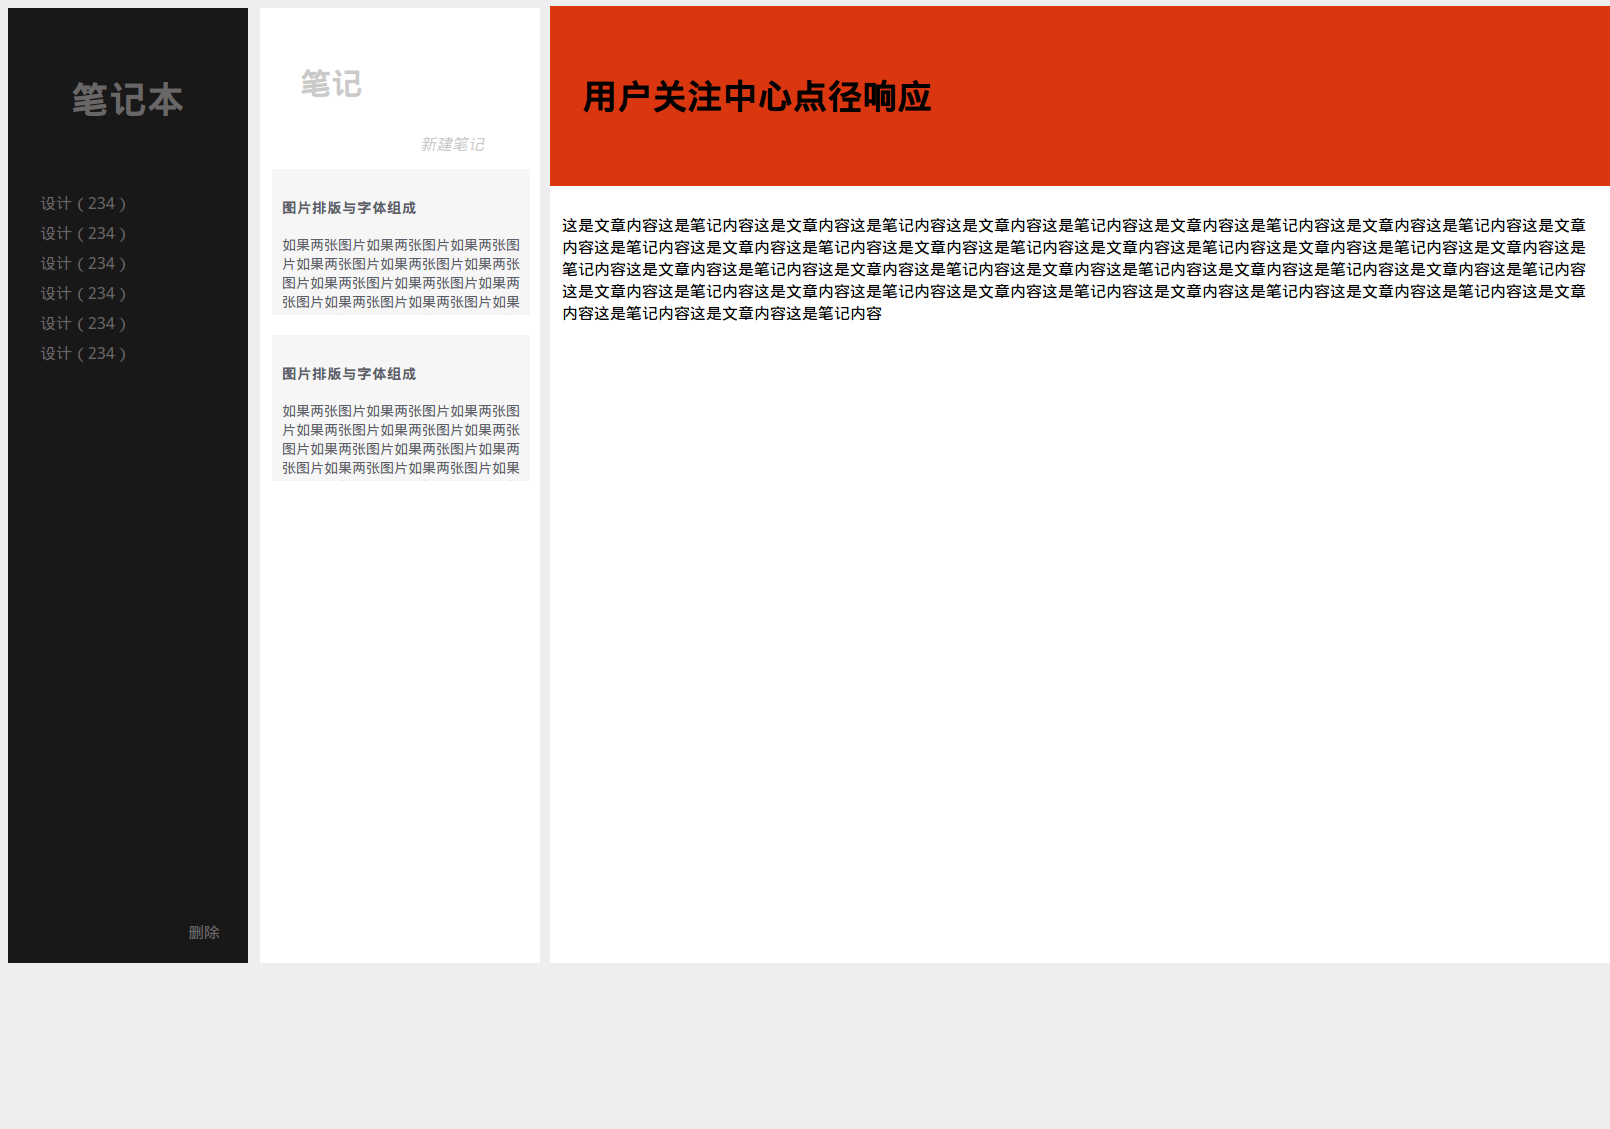 笔记本
设计（234）
设计（234）
设计（234）
设计（234）
设计（234）
设计（234）
删除
笔记
新建笔记
图片排版与字体组成
如果两张图片如果两张图片如果两张图
片如果两张图片如果两张图片如果两张
图片如果两张图片如果两张图片如果两
张图片如果两张图片如果两张图片如果
图片排版与字体组成
如果两张图片如果两张图片如果两张图
片如果两张图片如果两张图片如果两张
图片如果两张图片如果两张图片如果两
张图片如果两张图片如果两张图片如果
用户关注中心点径响应
这是文章内容这是笔记内容这是文章内容这是笔记内容这是文章内容这是笔记内容这是文章内容这是笔记内容这是文章内容这是笔记内容这是文章
内容这是笔记内容这是文章内容这是笔记内容这是文章内容这是笔记内容这是文章内容这是笔记内容这是文章内容这是笔记内容这是文章内容这是
笔记内容这是文章内容这是笔记内容这是文章内容这是笔记内容这是文章内容这是笔记内容这是文章内容这是笔记内容这是文章内容这是笔记内容
这是文章内容这是笔记内容这是文章内容这是笔记内容这是文章内容这是笔记内容这是文章内容这是笔记内容这是文章内容这是笔记内容这是文章
内容这是笔记内容这是文章内容这是笔记内容